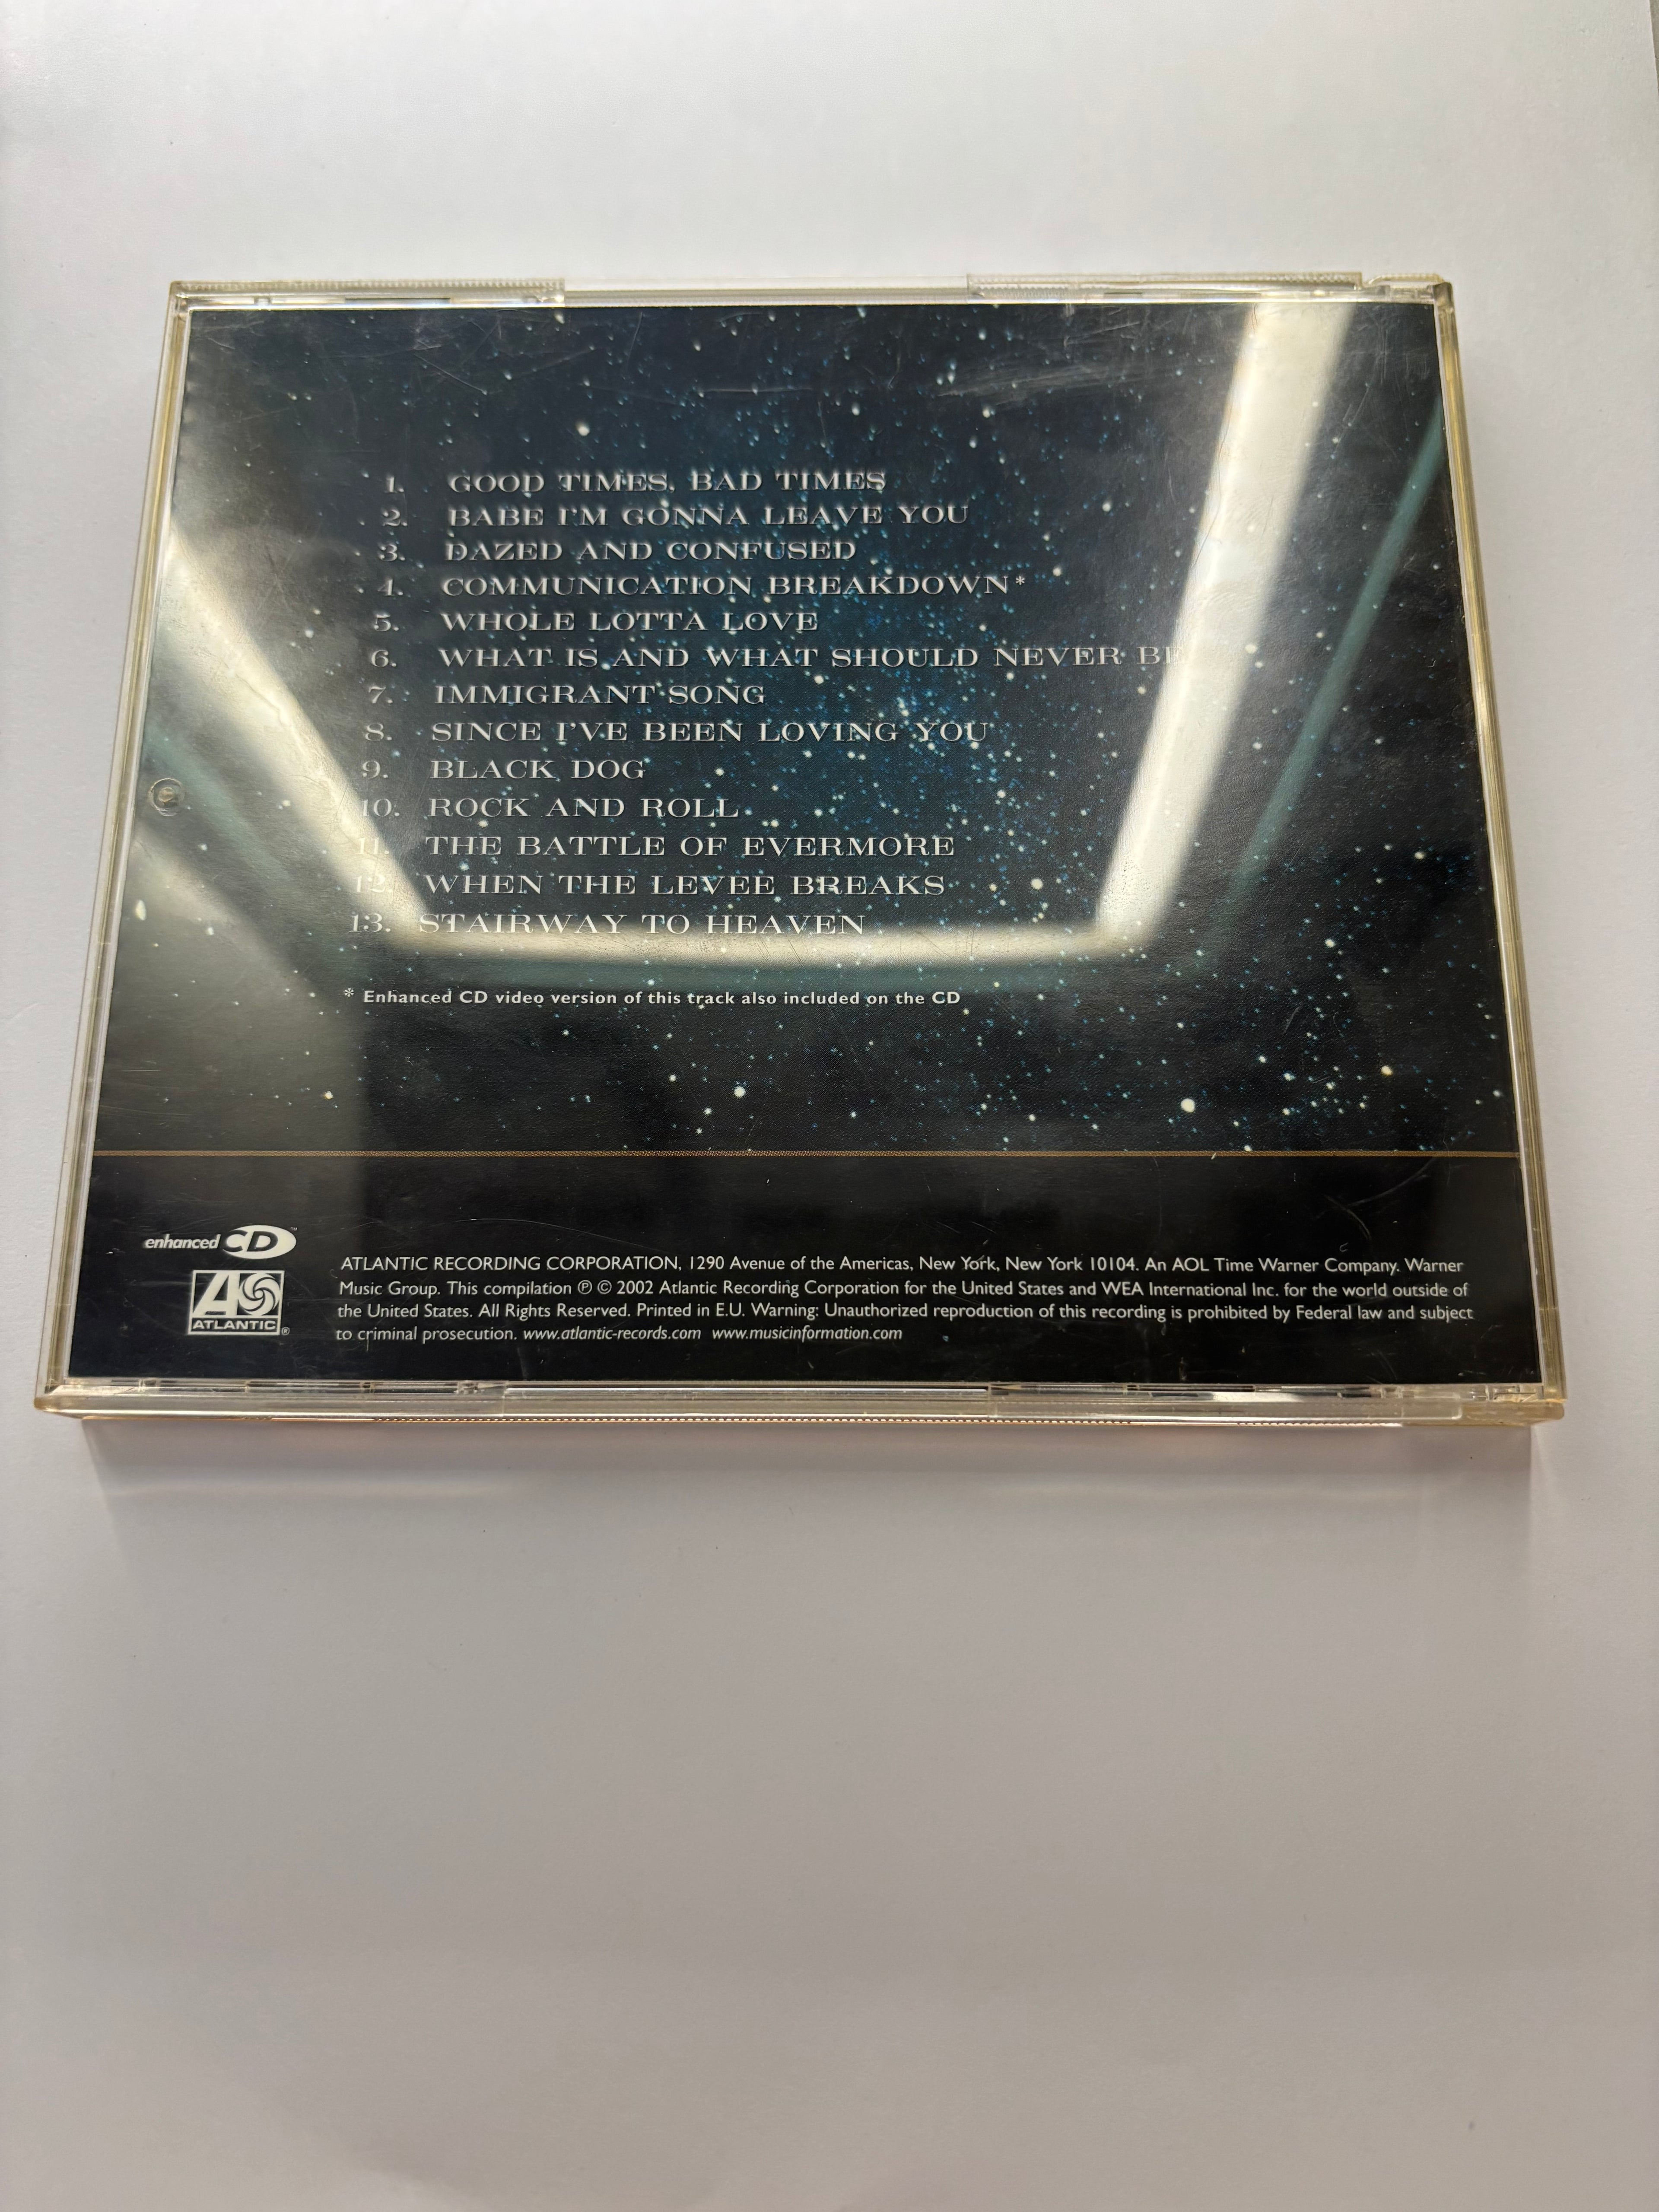 1. GOOD TIMES, BAD TIMES
2. BABE I'M GONNA LEAVE YOU
3. DAZED AND CONFUSED
4. COMMUNICATION BREAKDOWN*
5. WHOLE LOTTA LOVE
6. WHAT IS AND WHAT SHOULD NEVER BE
7. IMMIGRANT SONG
8. SINCE I'VE BEEN LOVING YOU
9. BLACK DOG
10. ROCK AND ROLL
11. THE BATTLE OF EVERMORE
12. WHEN THE LEVEE BREAKS
13. STAIRWAY TO HEAVEN
* Enhanced CD video version of this track also included on the CD
enhanced CD™
ATLANTIC®
ATLANTIC RECORDING CORPORATION, 1290 Avenue of the Americas, New York, New York 10104. An AOL Time Warner Company. Warner
Music Group. This compilation ℗ © 2002 Atlantic Recording Corporation for the United States and WEA International Inc. for the world outside of
the United States. All Rights Reserved. Printed in E.U. Warning: Unauthorized reproduction of this recording is prohibited by Federal law and subject
to criminal prosecution. www.atlantic-records.com www.musicinformation.com